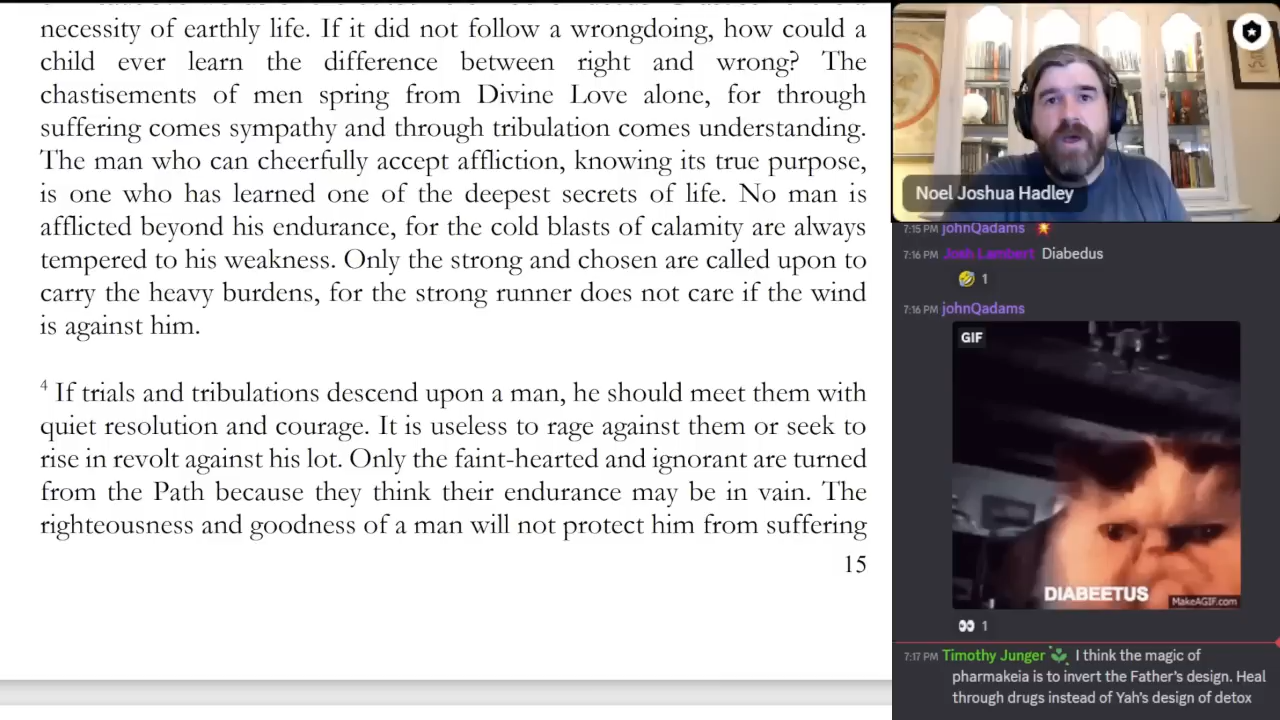 necessity of earthly life. If it did not follow a wrongdoing, how could a
child ever learn the difference between right and wrong? The
chastisements of men spring from Divine Love alone, for through
suffering comes sympathy and through tribulation comes understanding.
The man who can cheerfully accept affliction, knowing its true purpose,
is one who has learned one of the deepest secrets of life. No man is
afflicted beyond his endurance, for the cold blasts of calamity are always
tempered to his weakness. Only the strong and chosen are called upon to
carry the heavy burdens, for the strong runner does not care if the wind
is against him.
4 If trials and tribulations descend upon a man, he should meet them with
quiet resolution and courage. It is useless to rage against them or seek to
rise in revolt against his lot. Only the faint-hearted and ignorant are turned
from the Path because they think their endurance may be in vain. The
righteousness and goodness of a man will not protect him from suffering
15
Noel Joshua Hadley
7:15 PM johnQadams 💥
7:16 PM Josh Lambert Diabedus
🤣 1
7:16 PM johnQadams
GIF
DIABEETUS
MakeAGIF.com
👀 1
7:17 PM Timothy Junger I think the magic of
pharmakeia is to invert the Father's design. Heal
through drugs instead of Yah's design of detox